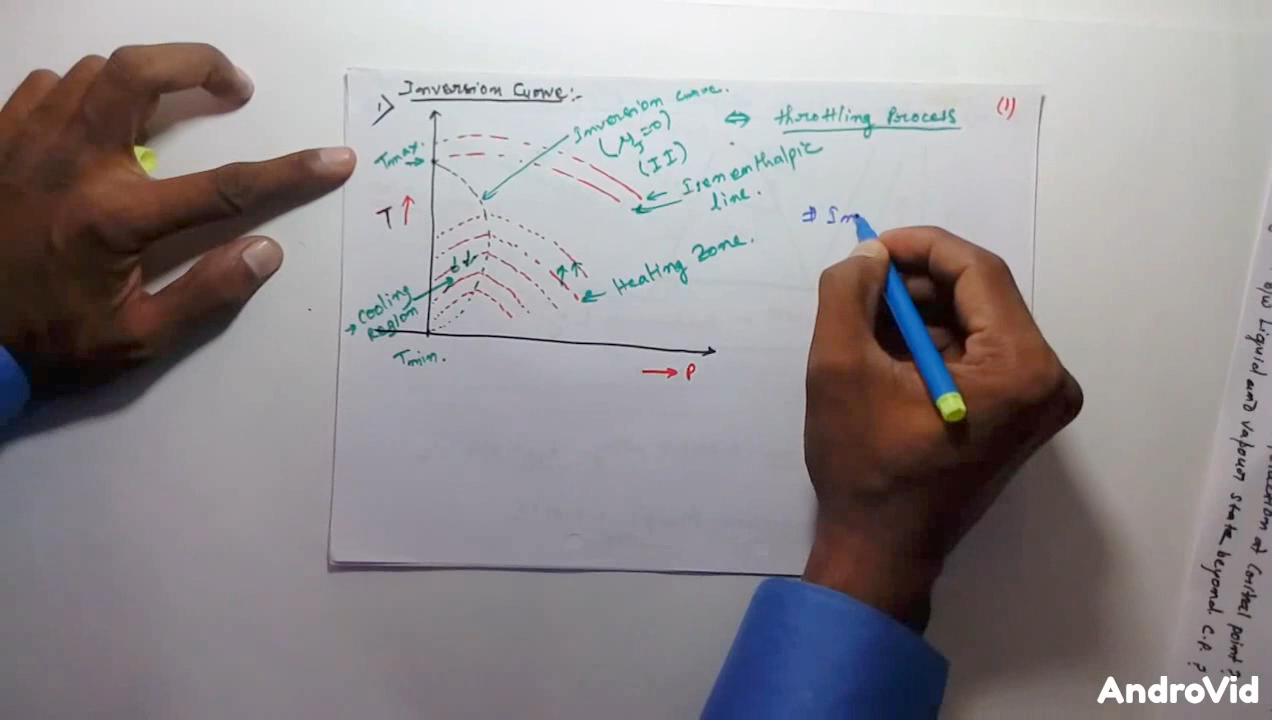 1) Inversion Curve:-
Inversion curve.
(μJ=0)
(II)
⇔ throttling Process
(1)
Tmax.
Isenenthalpic
line.
T ↑
⇒ In
Heating Zone.
→ cooling
region
Tmin.
→ P
b/w Liquid and vapour state beyond C.P. ?
at Critical point ?
AndroVid